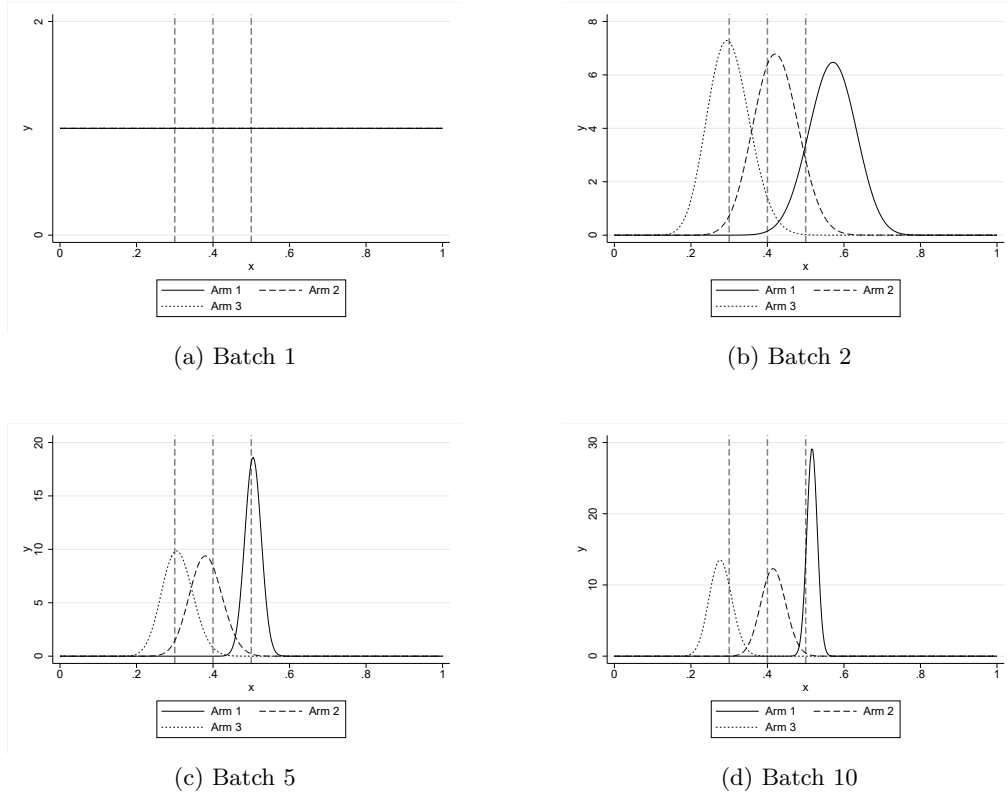 2
y
0
0 .2 .4 .6 .8 1
x
Arm 1 Arm 2
Arm 3
(a) Batch 1
8
6
4
y
2
0
0 .2 .4 .6 .8 1
x
Arm 1 Arm 2
Arm 3
(b) Batch 2
20
15
10
y
5
0
0 .2 .4 .6 .8 1
x
Arm 1 Arm 2
Arm 3
(c) Batch 5
30
20
y
10
0
0 .2 .4 .6 .8 1
x
Arm 1 Arm 2
Arm 3
(d) Batch 10